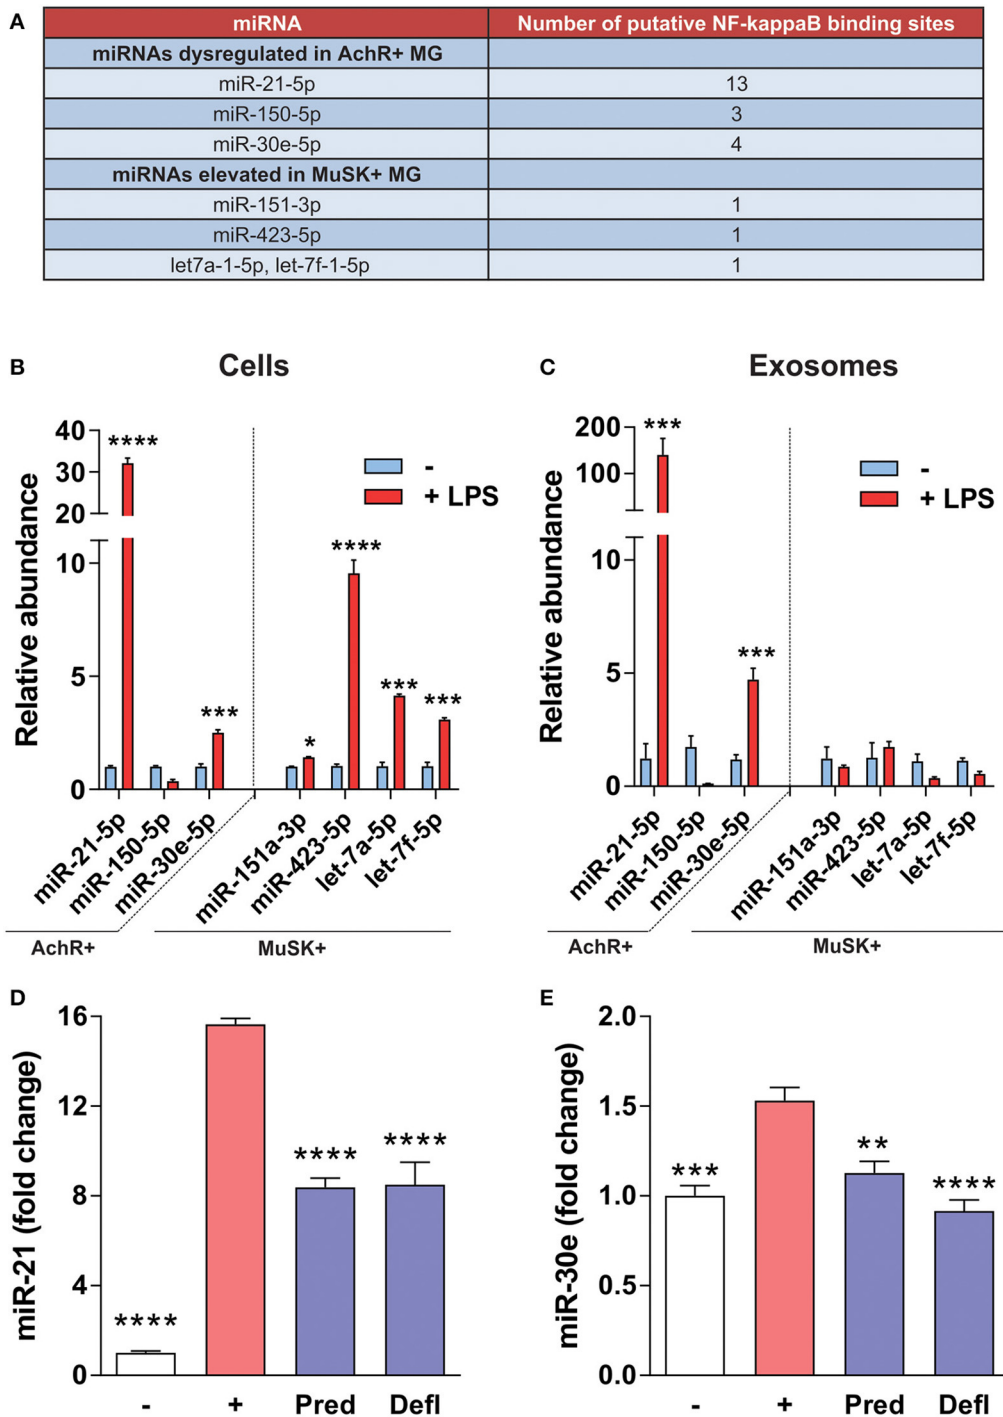 A
miRNA Number of putative NF-kappaB binding sites
miRNAs dysregulated in AchR+ MG
miR-21-5p 13
miR-150-5p 3
miR-30e-5p 4
miRNAs elevated in MuSK+ MG
miR-151-3p 1
miR-423-5p 1
let7a-1-5p, let-7f-1-5p 1
B Cells
Relative abundance
40
30
20
10
5
0
-
+ LPS
****
***
*
****
***
***
miR-21-5p
miR-150-5p
miR-30e-5p
miR-151a-3p
miR-423-5p
let-7a-5p
let-7f-5p
AchR+ MuSK+
C Exosomes
Relative abundance
200
100
10
5
0
-
+ LPS
***
***
miR-21-5p
miR-150-5p
miR-30e-5p
miR-151a-3p
miR-423-5p
let-7a-5p
let-7f-5p
AchR+ MuSK+
D
miR-21 (fold change)
16
12
8
4
0
****
****
****
- + Pred Defl
E
miR-30e (fold change)
2.0
1.5
1.0
0.5
0.0
***
**
****
- + Pred Defl